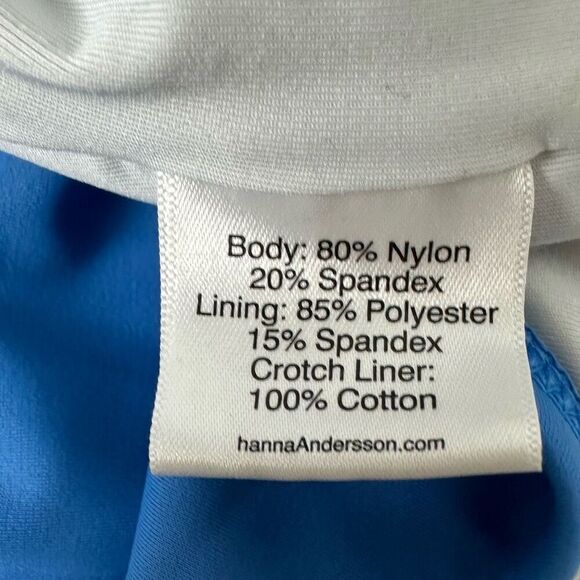 Body: 80% Nylon
20% Spandex
Lining: 85% Polyester
15% Spandex
Crotch Liner:
100% Cotton
hannaAndersson.com